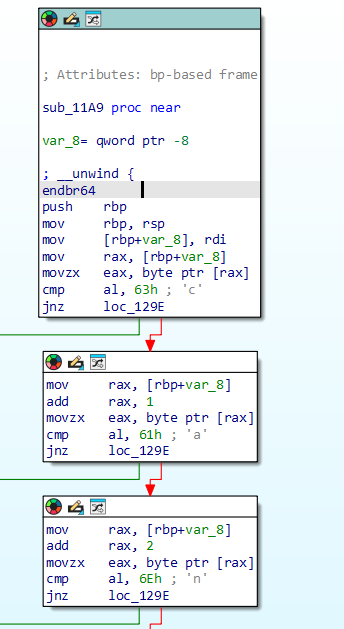 ; Attributes: bp-based frame
sub_11A9 proc near
var_8= qword ptr -8
; __unwind {
endbr64
push rbp
mov rbp, rsp
mov [rbp+var_8], rdi
mov rax, [rbp+var_8]
movzx eax, byte ptr [rax]
cmp al, 63h ; 'c'
jnz loc_129E
mov rax, [rbp+var_8]
add rax, 1
movzx eax, byte ptr [rax]
cmp al, 61h ; 'a'
jnz loc_129E
mov rax, [rbp+var_8]
add rax, 2
movzx eax, byte ptr [rax]
cmp al, 6Eh ; 'n'
jnz loc_129E